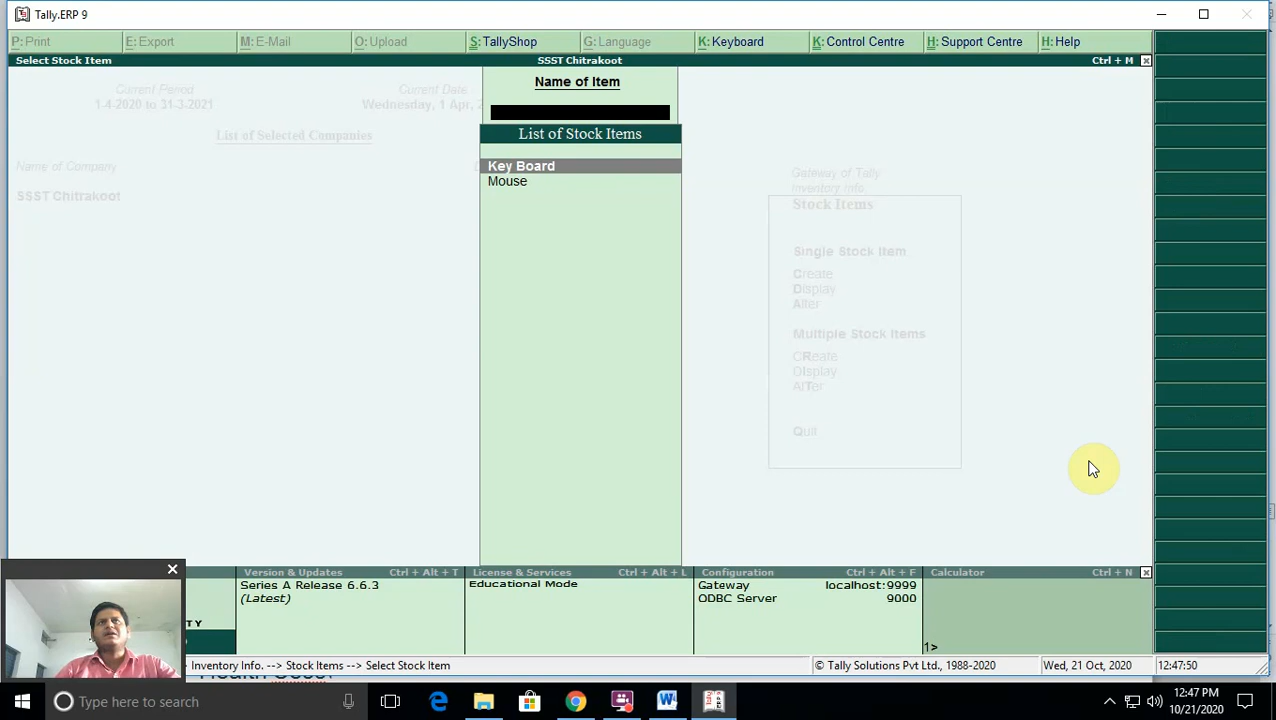 Tally.ERP 9
P: Print E: Export M: E-Mail O: Upload S: TallyShop G: Language K: Keyboard K: Control Centre H: Support Centre H: Help
Select Stock Item SSST Chitrakoot Ctrl + M
Name of Item
Current Period Current Date
1-4-2020 to 31-3-2021 Wednesday, 1 Apr, 2
List of Selected Companies
List of Stock Items
Name of Company
Key Board
Mouse
SSST Chitrakoot
Gateway of Tally
Inventory Info.
Stock Items
Single Stock Item
Create
Display
Alter
Multiple Stock Items
CReate
DIsplay
AlTer
Quit
Version & Updates Ctrl + Alt + T License & Services Ctrl + Alt + L Configuration Ctrl + Alt + F Calculator Ctrl + N
Series A Release 6.6.3 Educational Mode Gateway localhost:9999
(Latest) ODBC Server 9000
TY
1>
Inventory Info. --> Stock Items --> Select Stock Item © Tally Solutions Pvt Ltd., 1988-2020 Wed, 21 Oct, 2020 12:47:50
Type here to search
12:47 PM
10/21/2020